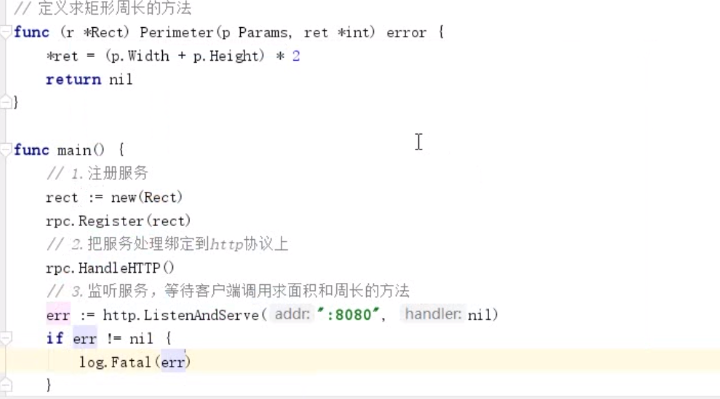 // 定义求矩形周长的方法
func (r *Rect) Perimeter(p Params, ret *int) error {
*ret = (p.Width + p.Height) * 2
return nil
}
func main() {
// 1.注册服务
rect := new(Rect)
rpc.Register(rect)
// 2.把服务处理绑定到http协议上
rpc.HandleHTTP()
// 3.监听服务，等待客户端调用求面积和周长的方法
err := http.ListenAndServe( addr: ":8080", handler: nil)
if err != nil {
log.Fatal(err)
}